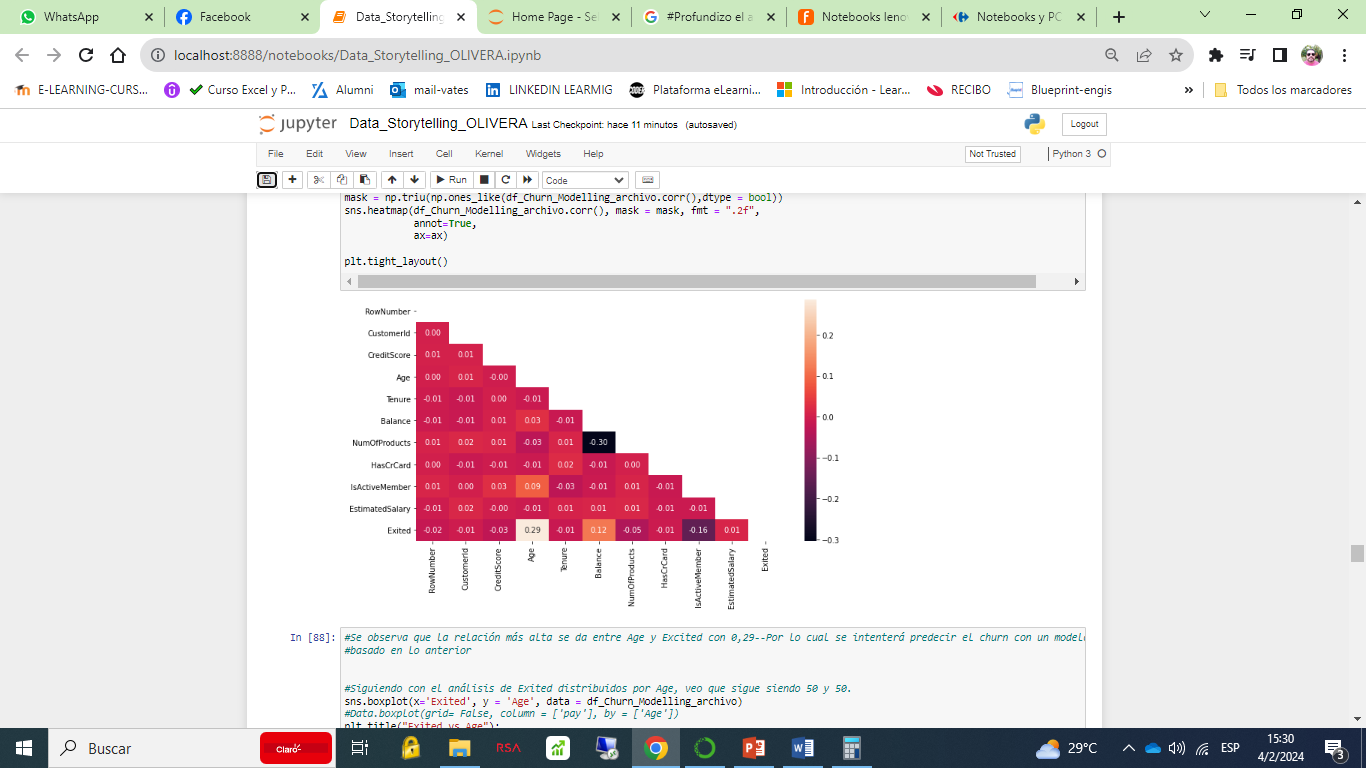 WhatsApp
Facebook
Data_Storytelling
Home Page - Se
#Profundizo el a
Notebooks leno
Notebooks y PC
localhost:8888/notebooks/Data_Storytelling_OLIVERA.ipynb
E-LEARNING-CURS...
Curso Excel y P...
Alumni
mail-vates
LINKEDIN LEARMIG
Plataforma eLearni...
Introducción - Lear...
RECIBO
Blueprint-engis
»
Todos los marcadores
jupyter
Data_Storytelling_OLIVERA Last Checkpoint: hace 11 minutos (autosaved)
Logout
File
Edit
View
Insert
Cell
Kernel
Widgets
Help
Not Trusted
Python 3
Run
Code
mask = np.triu(np.ones_like(df_Churn_Modelling_archivo.corr(),dtype = bool))
sns.heatmap(df_Churn_Modelling_archivo.corr(), mask = mask, fmt = ".2f",
annot=True,
ax=ax)
plt.tight_layout()
RowNumber
CustomerId 0.00
CreditScore 0.01 0.01
Age 0.00 0.01 -0.00
Tenure -0.01 -0.01 0.00 -0.01
Balance -0.01 -0.01 0.01 0.03 -0.01
NumOfProducts 0.01 0.02 0.01 -0.03 0.01 -0.30
HasCrCard 0.00 -0.01 -0.01 -0.01 0.02 -0.01 0.00
IsActiveMember 0.01 0.00 0.03 0.09 -0.03 -0.01 0.01 -0.01
EstimatedSalary -0.01 0.02 -0.00 -0.01 0.01 0.01 0.01 -0.01 -0.01
Exited -0.02 -0.01 -0.03 0.29 -0.01 0.12 -0.05 -0.01 -0.16 0.01
RowNumber
CustomerId
CreditScore
Age
Tenure
Balance
NumOfProducts
HasCrCard
IsActiveMember
EstimatedSalary
Exited
0.2
0.1
0.0
−0.1
−0.2
−0.3
In [88]:
#Se observa que la relación más alta se da entre Age y Excited con 0,29--Por lo cual se intenterá predecir el churn con un model
#basado en lo anterior
#Siguiendo con el análisis de Exited distribuidos por Age, veo que sigue siendo 50 y 50.
sns.boxplot(x='Exited', y = 'Age', data = df_Churn_Modelling_archivo)
#Data.boxplot(grid= False, column = ['pay'], by = ['Age'])
plt.title("Exited vs Age");
Buscar
Claro
RSA
29°C
ESP
15:30
4/2/2024
3